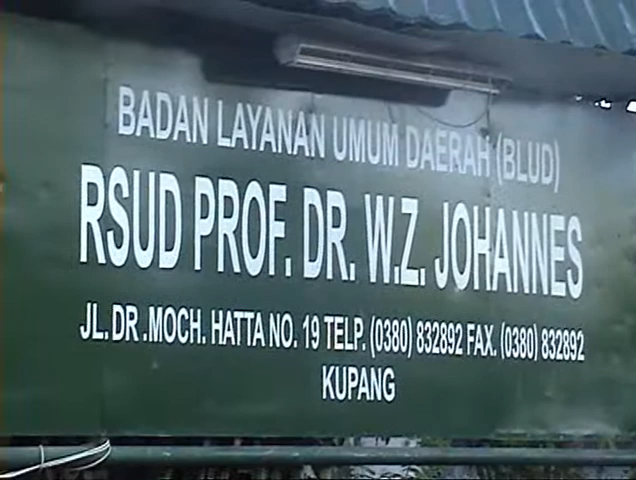 BADAN LAYANAN UMUM DAERAH (BLUD)
RSUD PROF. DR. W.Z. JOHANNES
JL. DR .MOCH. HATTA NO. 19 TELP. (0380) 832892 FAX. (0380) 832892
KUPANG